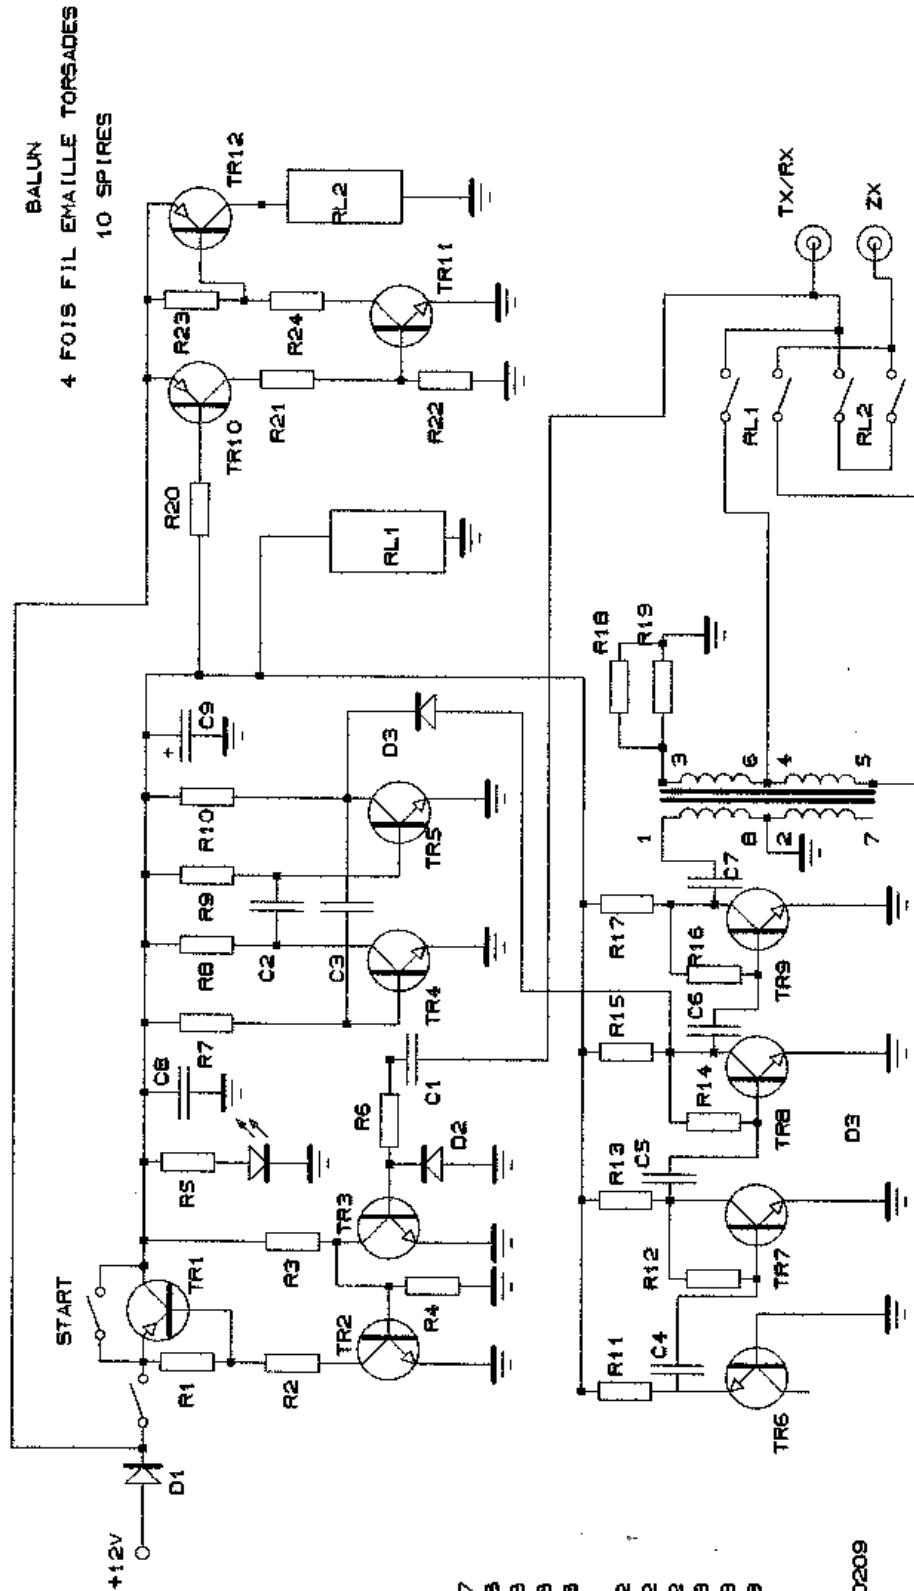 BALUN
4 FOIS FIL EMAILLE TORSADES
10 SPIRES
+12V
D1
START
R1
TR1
R2
R3
TR2
TR3
R4
R5
R6
D2
C1
C8
R7
R8
R9
R10
C2
C3
TR4
TR5
C9
+
D3
R20
RL1
TR10
R21
R22
R23
R24
TR11
TR12
RL2
TX/RX
ZX
RL1
RL2
R18
R19
3
6
4
5
1
8
2
7
C7
R17
R16
TR9
C6
R15
R14
TR8
D3
C5
R13
R12
TR7
C4
R11
TR6
0209